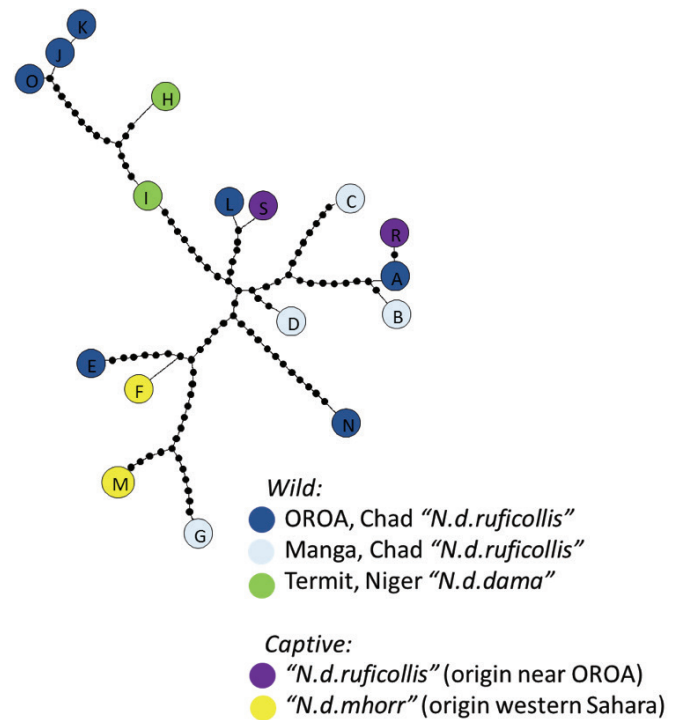 K
J
O
H
I
L
S
C
R
A
B
D
E
F
N
M
G
Wild:
OROA, Chad “N.d.ruficollis”
Manga, Chad “N.d.ruficollis”
Termit, Niger “N.d.dama”
Captive:
“N.d.ruficollis” (origin near OROA)
“N.d.mhorr” (origin western Sahara)